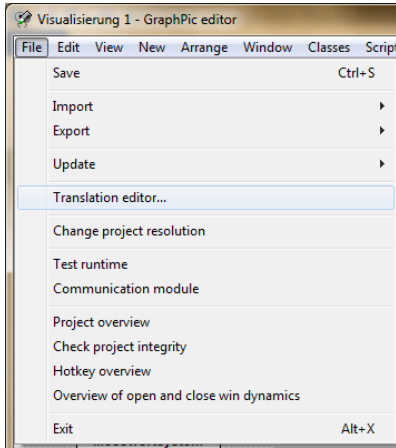 Visualisierung 1 - GraphPic editor
File Edit View New Arrange Window Classes Script
Save Ctrl+S
Import
Export
Update
Translation editor...
Change project resolution
Test runtime
Communication module
Project overview
Check project integrity
Hotkey overview
Overview of open and close win dynamics
Exit Alt+X